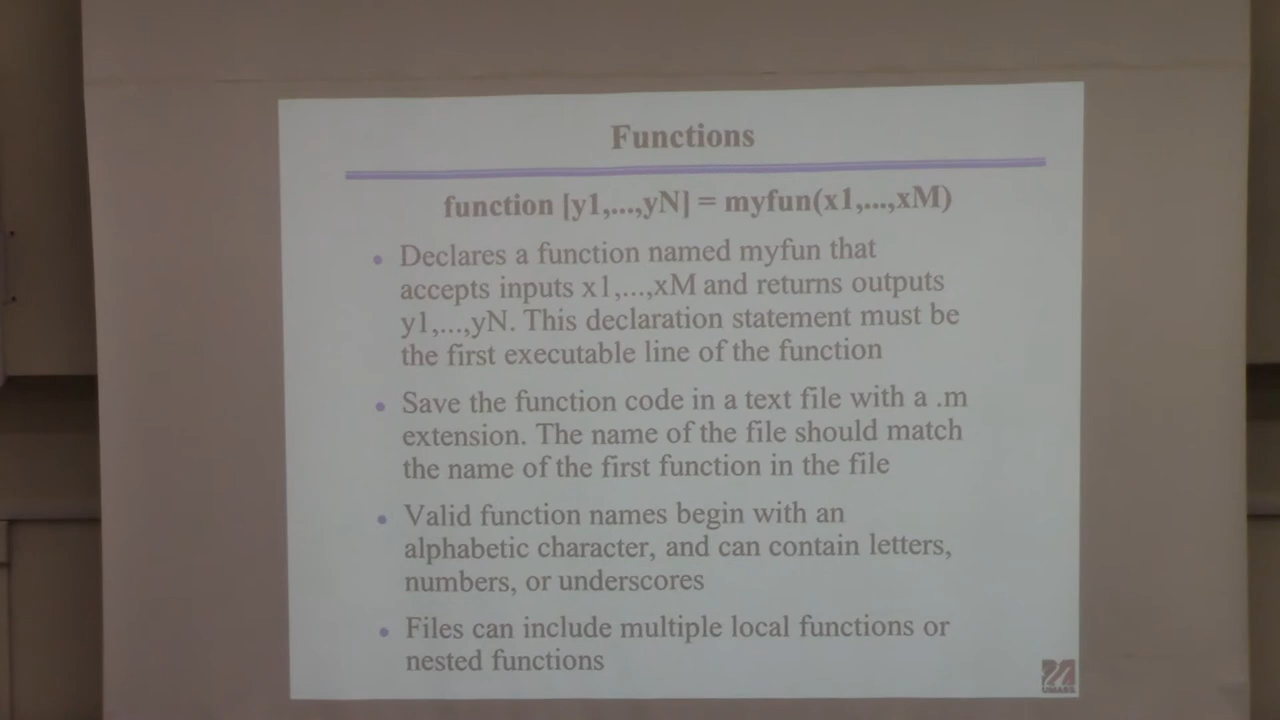 Functions
function [y1,...,yN] = myfun(x1,...,xM)
• Declares a function named myfun that
accepts inputs x1,...,xM and returns outputs
y1,...,yN. This declaration statement must be
the first executable line of the function
• Save the function code in a text file with a .m
extension. The name of the file should match
the name of the first function in the file
• Valid function names begin with an
alphabetic character, and can contain letters,
numbers, or underscores
• Files can include multiple local functions or
nested functions
UMASS